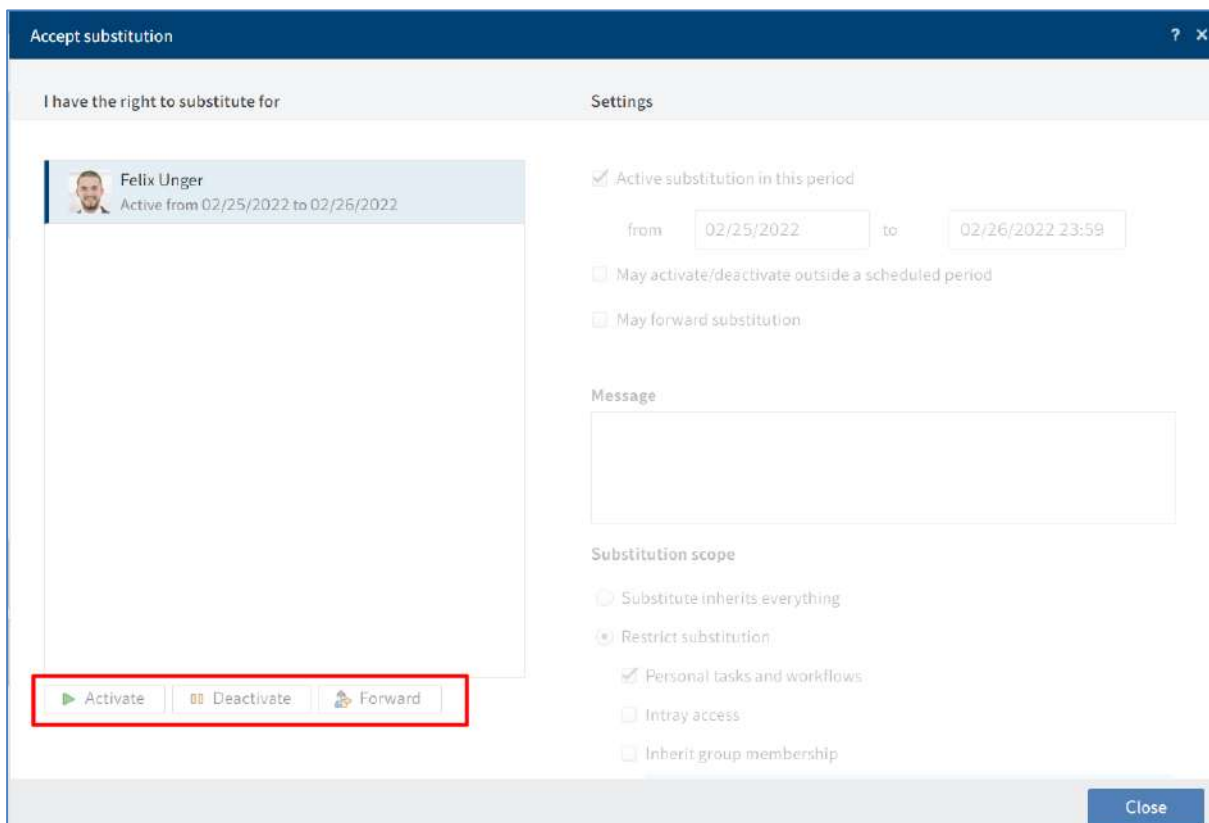 Accept substitution ? ×
I have the right to substitute for
Settings
Felix Unger
Active from 02/25/2022 to 02/26/2022
Active substitution in this period
from 02/25/2022 to 02/26/2022 23:59
May activate/deactivate outside a scheduled period
May forward substitution
Message
Substitution scope
Substitute inherits everything
Restrict substitution
Personal tasks and workflows
Intray access
Inherit group membership
Activate Deactivate Forward
Close